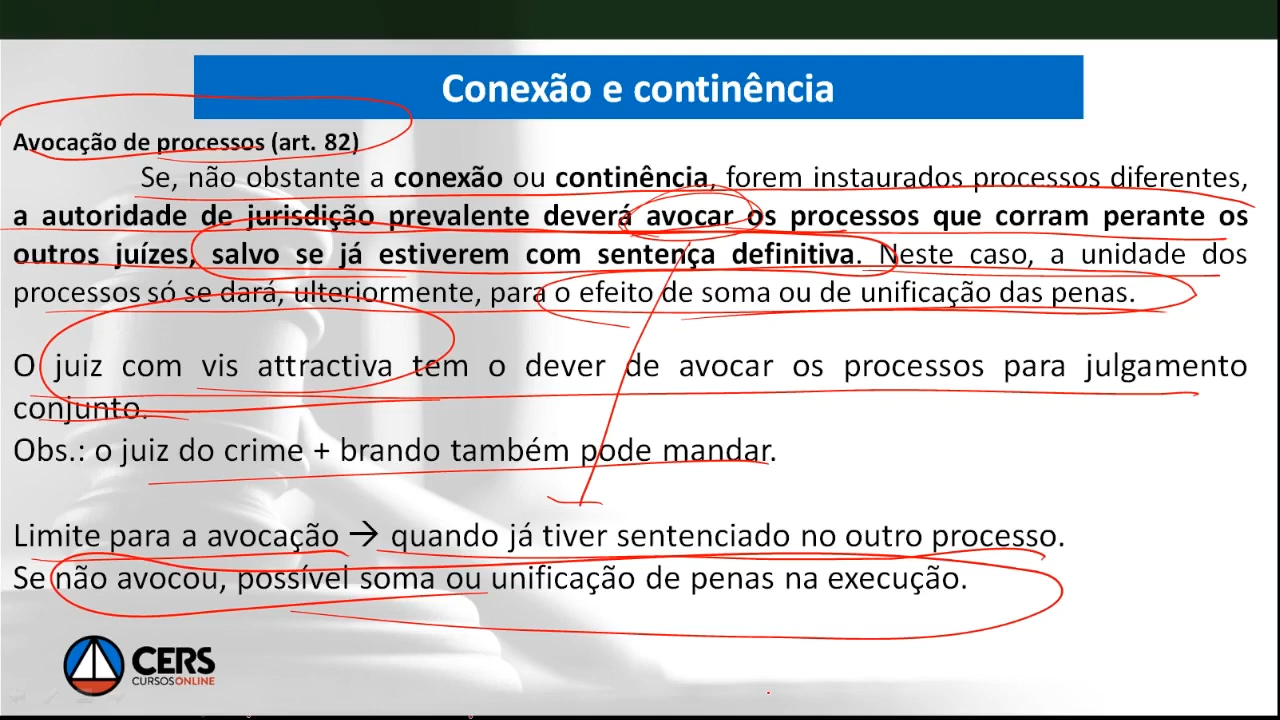 Conexão e continência
Avocação de processos (art. 82)
Se, não obstante a conexão ou continência, forem instaurados processos diferentes,
a autoridade de jurisdição prevalente deverá avocar os processos que corram perante os
outros juízes, salvo se já estiverem com sentença definitiva. Neste caso, a unidade dos
processos só se dará, ulteriormente, para o efeito de soma ou de unificação das penas.
O juiz com vis attractiva tem o dever de avocar os processos para julgamento
conjunto.
Obs.: o juiz do crime + brando também pode mandar.
Limite para a avocação → quando já tiver sentenciado no outro processo.
Se não avocou, possível soma ou unificação de penas na execução.
CERS
CURSOS ONLINE